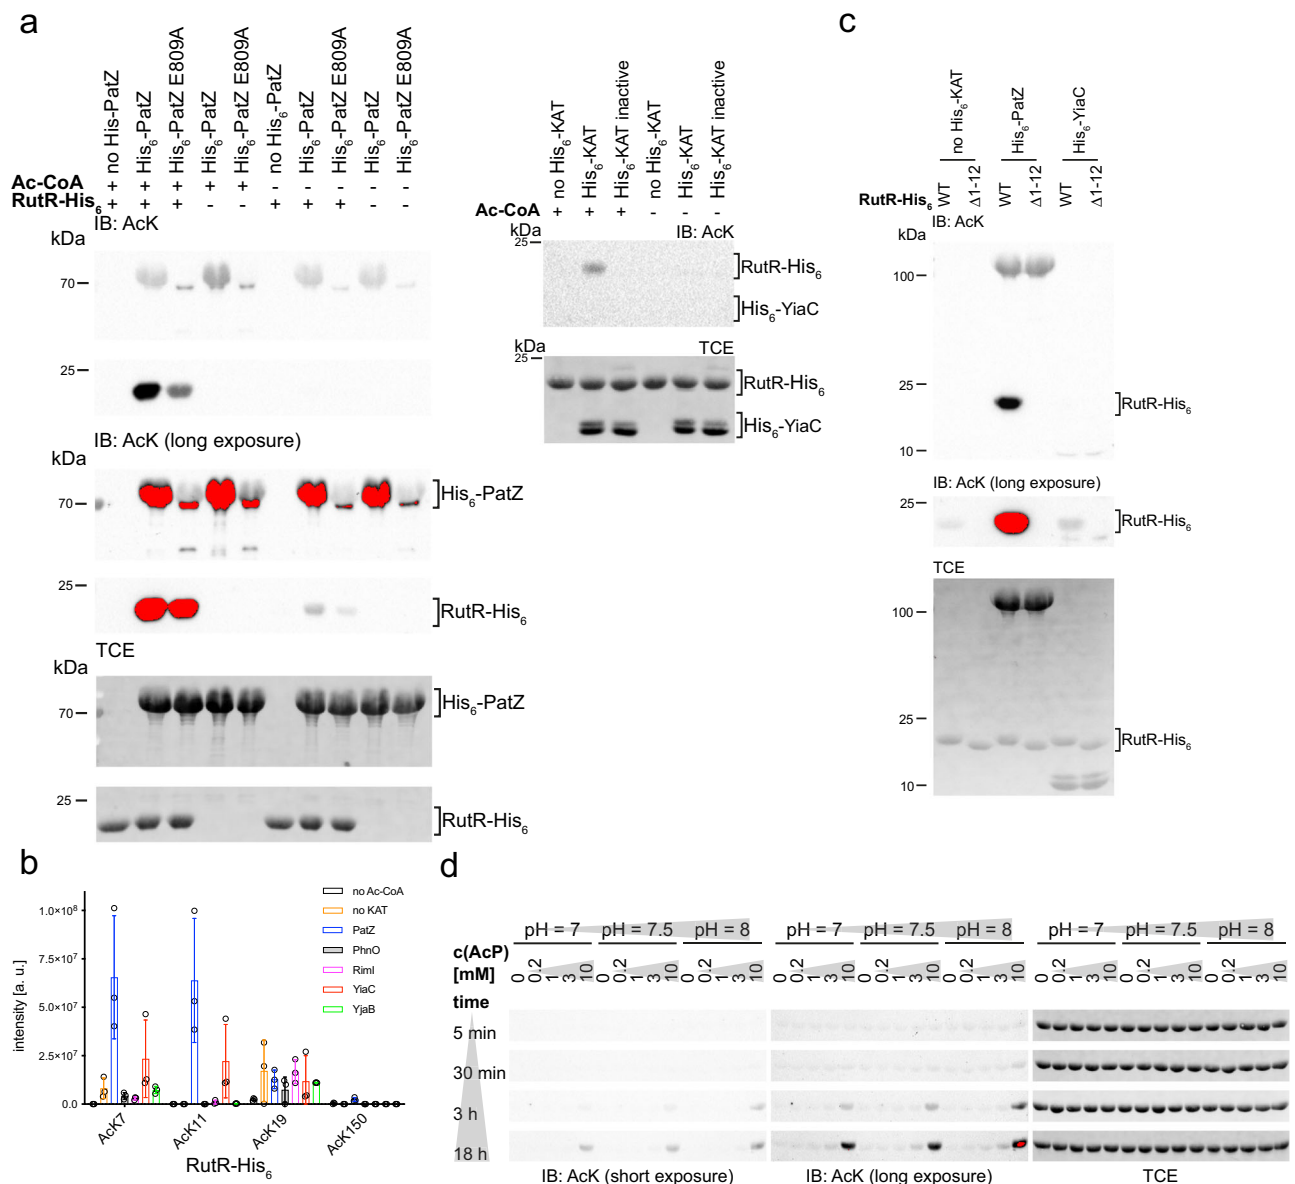 a
no His-PatZ
His6-PatZ
His6-PatZ E809A
His6-PatZ
His6-PatZ E809A
no His6-PatZ
His6-PatZ
His6-PatZ E809A
His6-PatZ
His6-PatZ E809A
Ac-CoA + + + + + - - - - -
RutR-His6 + + + - - + + + - -
IB: AcK
kDa
70
25
IB: AcK (long exposure)
kDa
70
His6-PatZ
25
RutR-His6
TCE
kDa
70
His6-PatZ
25
RutR-His6
no His6-KAT
His6-KAT
His6-KAT inactive
no His6-KAT
His6-KAT
His6-KAT inactive
Ac-CoA + + + - - -
kDa
IB: AcK
25
RutR-His6
His6-YiaC
kDa
TCE
25
RutR-His6
His6-YiaC
c
no His6-KAT
His6-PatZ
His6-YiaC
RutR-His6 WT Δ1-12 WT Δ1-12 WT Δ1-12
IB: AcK
kDa
100
25
RutR-His6
10
IB: AcK (long exposure)
25
RutR-His6
TCE
100
25
RutR-His6
10
b
intensity [a. u.]
1.0×10⁸
7.5×10⁷
5.0×10⁷
2.5×10⁷
0.0
no Ac-CoA
no KAT
PatZ
PhnO
RimI
YiaC
YjaB
AcK7
AcK11
AcK19
AcK150
RutR-His6
d
pH = 7 pH = 7.5 pH = 8 pH = 7 pH = 7.5 pH = 8 pH = 7 pH = 7.5 pH = 8
c(AcP)
[mM]
0 0.2 1 3 10 0 0.2 1 3 10 0 0.2 1 3 10 0 0.2 1 3 10 0 0.2 1 3 10 0 0.2 1 3 10 0 0.2 1 3 10 0 0.2 1 3 10 0 0.2 1 3 10
time
5 min
30 min
3 h
18 h
IB: AcK (short exposure)
IB: AcK (long exposure)
TCE